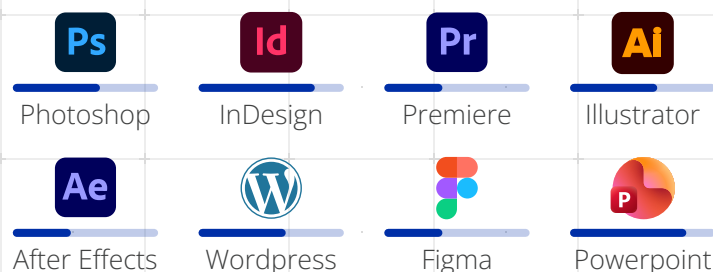 Ps Id Pr Ai
Photoshop InDesign Premiere Illustrator
Ae W P
After Effects Wordpress Figma Powerpoint